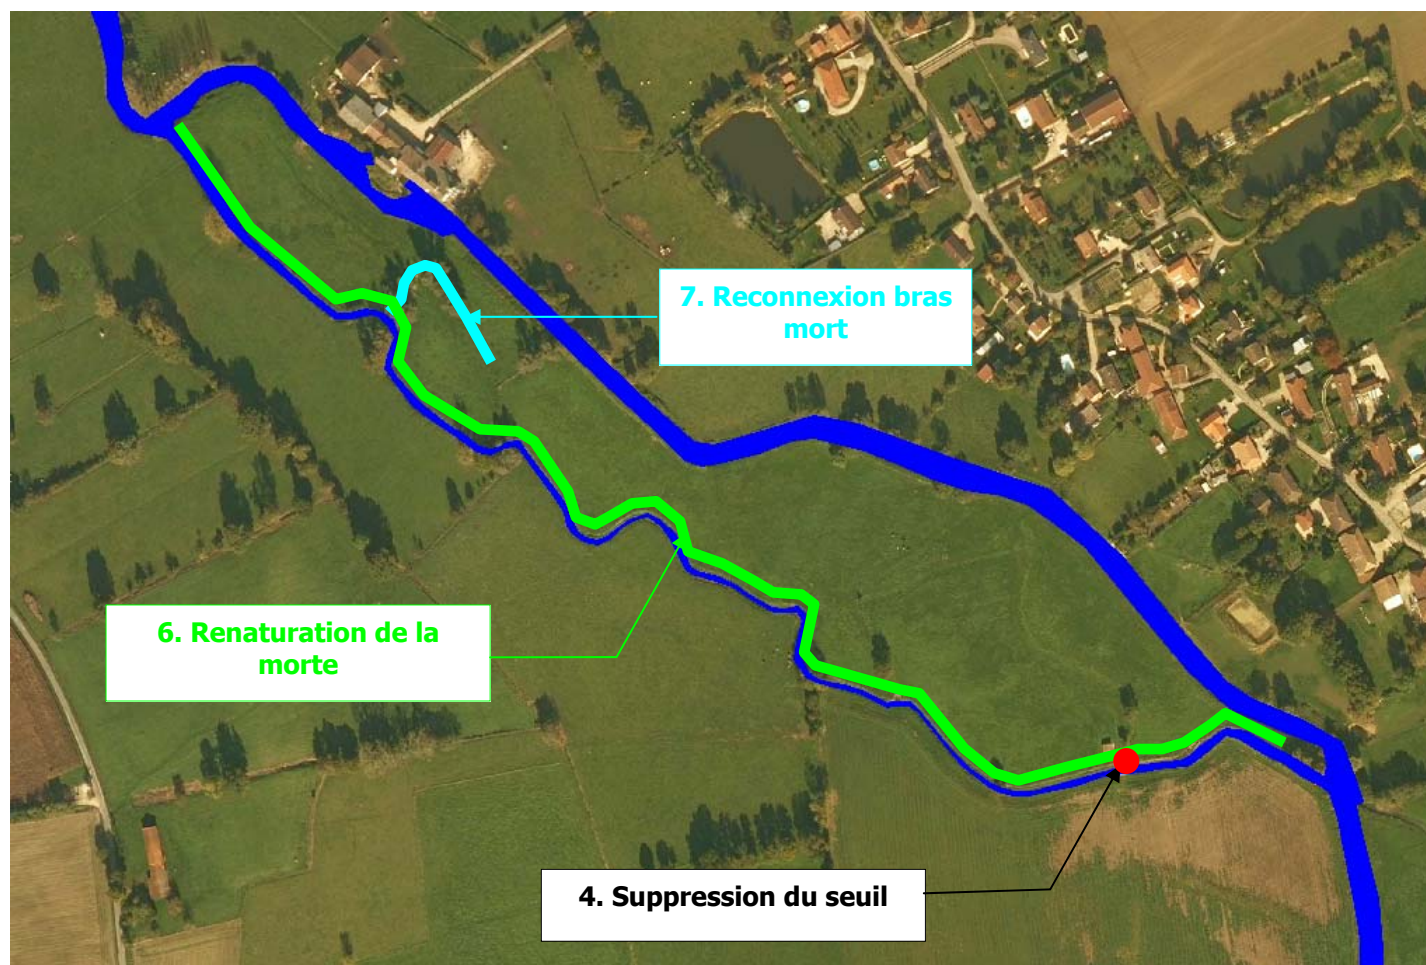 7. Reconnexion bras
mort
6. Renaturation de la
morte
4. Suppression du seuil